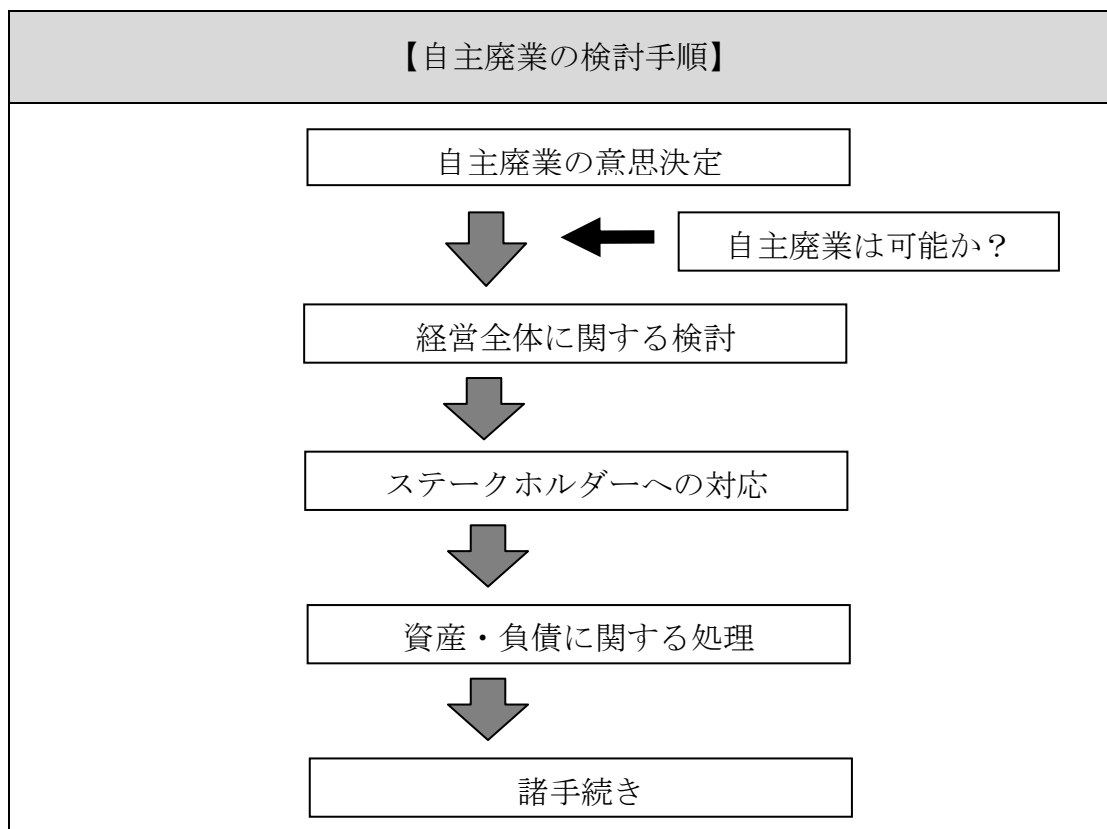 【自主廃業の検討手順】
自主廃業の意思決定
自主廃業は可能か？
経営全体に関する検討
ステークホルダーへの対応
資産・負債に関する処理
諸手続き